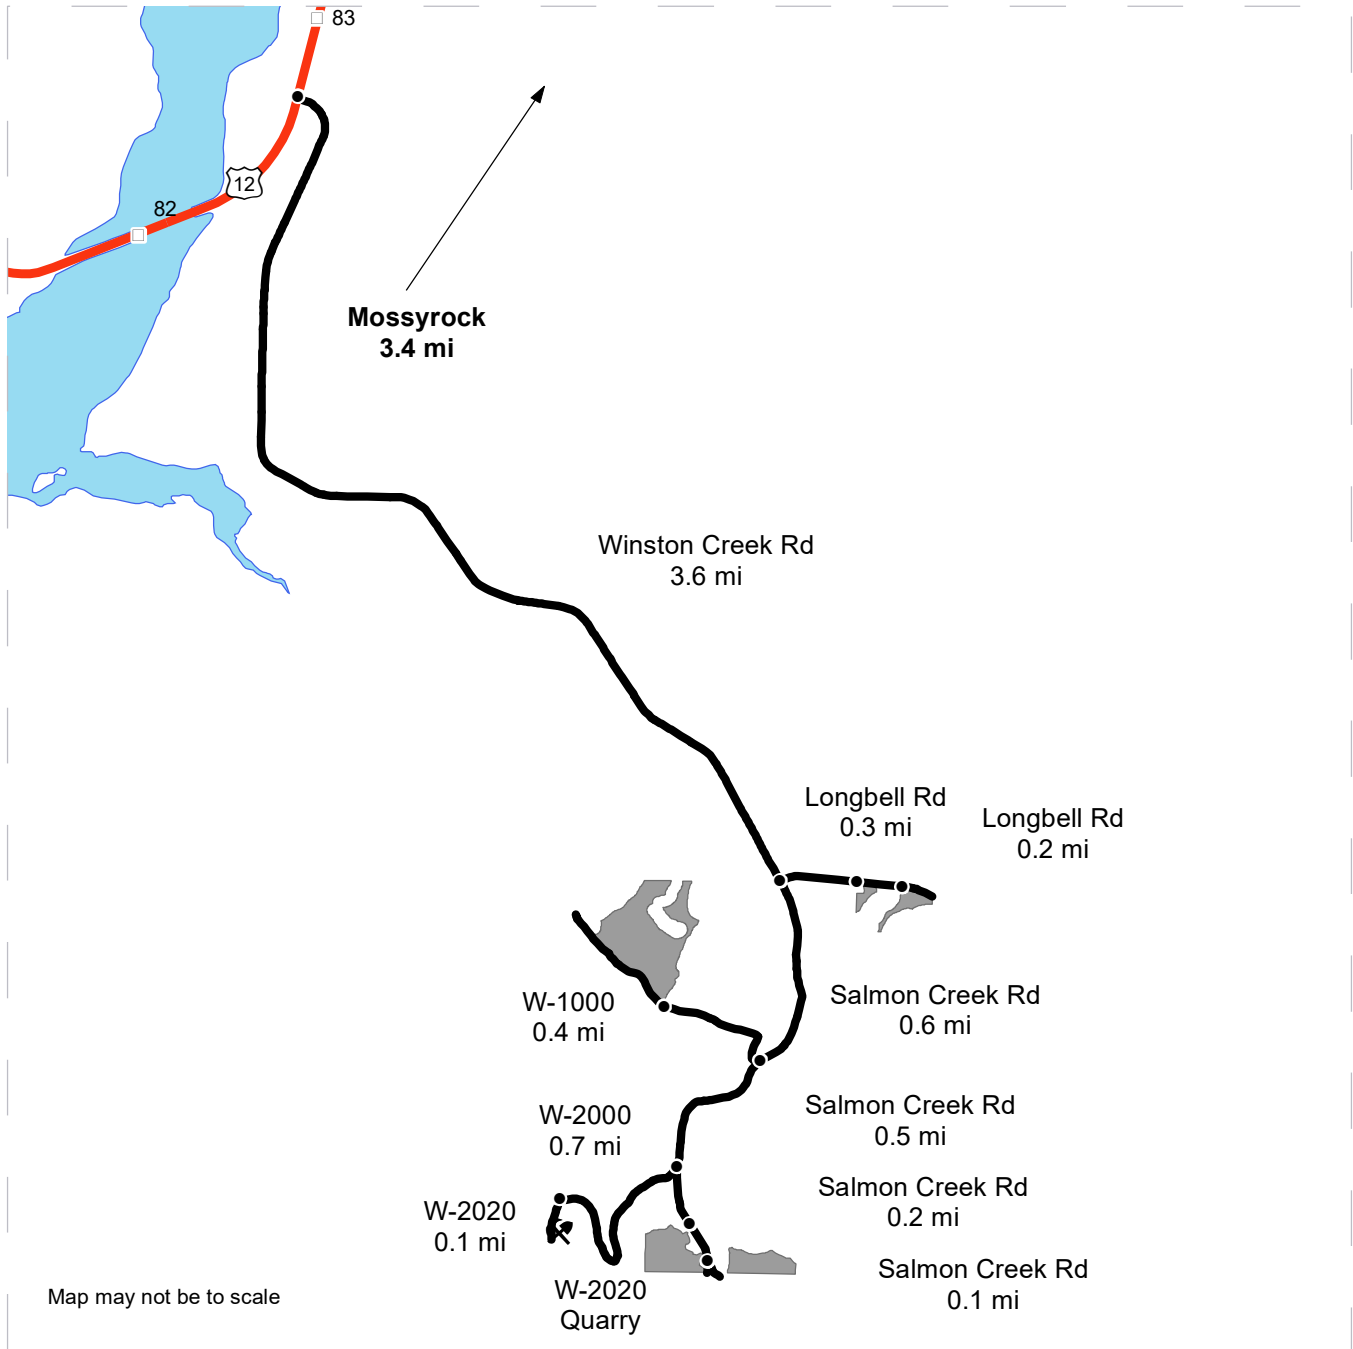 83
12
82
Mossyrock
3.4 mi
Winston Creek Rd
3.6 mi
Longbell Rd
0.3 mi
Longbell Rd
0.2 mi
W-1000
0.4 mi
Salmon Creek Rd
0.6 mi
W-2000
0.7 mi
Salmon Creek Rd
0.5 mi
W-2020
0.1 mi
Salmon Creek Rd
0.2 mi
W-2020
Quarry
Salmon Creek Rd
0.1 mi
Map may not be to scale